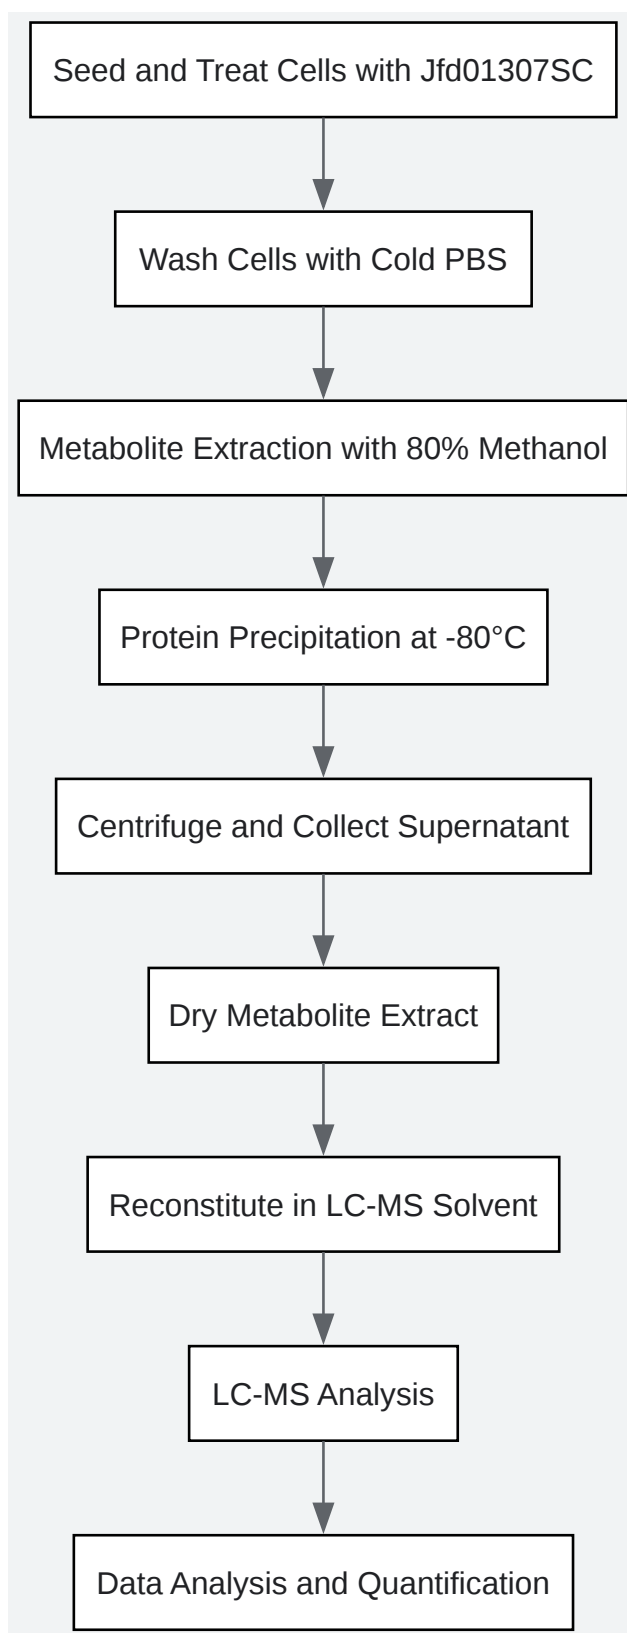 Seed and Treat Cells with Jfd01307SC
Wash Cells with Cold PBS
Metabolite Extraction with 80% Methanol
Protein Precipitation at -80°C
Centrifuge and Collect Supernatant
Dry Metabolite Extract
Reconstitute in LC-MS Solvent
LC-MS Analysis
Data Analysis and Quantification